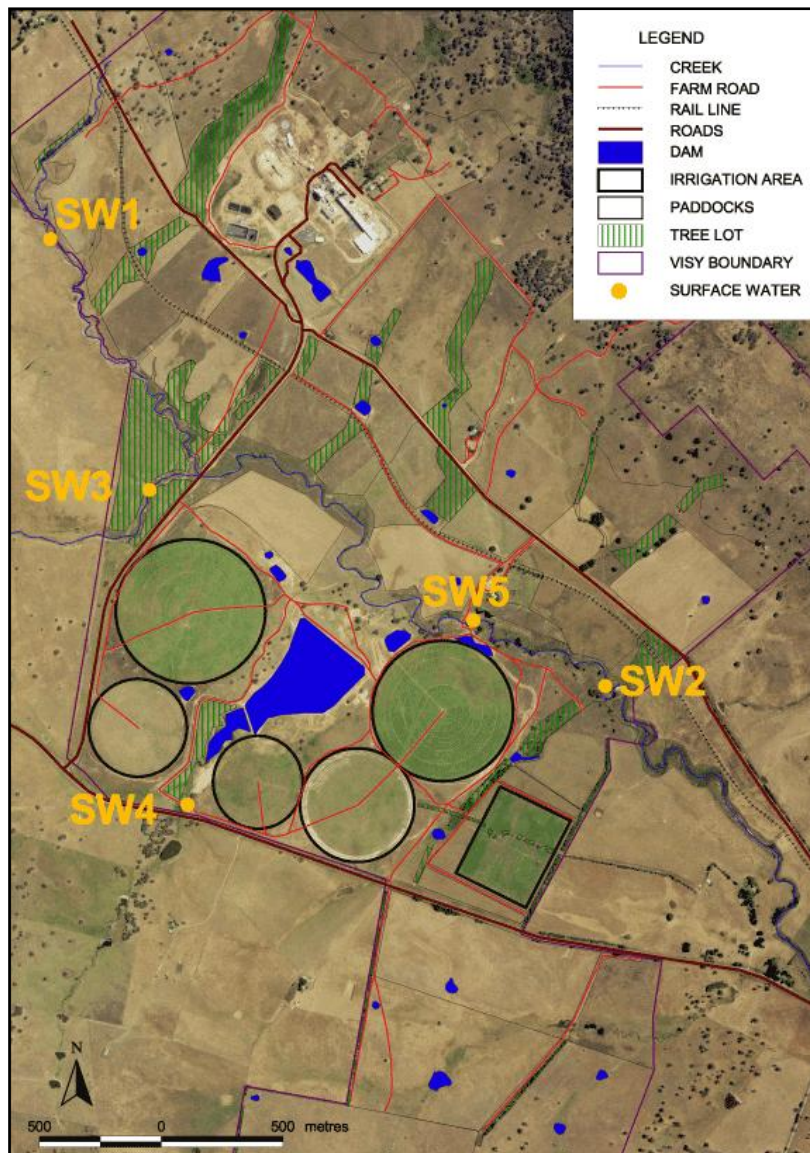 LEGEND
CREEK
FARM ROAD
RAIL LINE
ROADS
DAM
IRRIGATION AREA
PADDOCKS
TREE LOT
VISY BOUNDARY
SURFACE WATER
SW1
SW3
SW5
SW2
SW4
N
500 0 500 metres